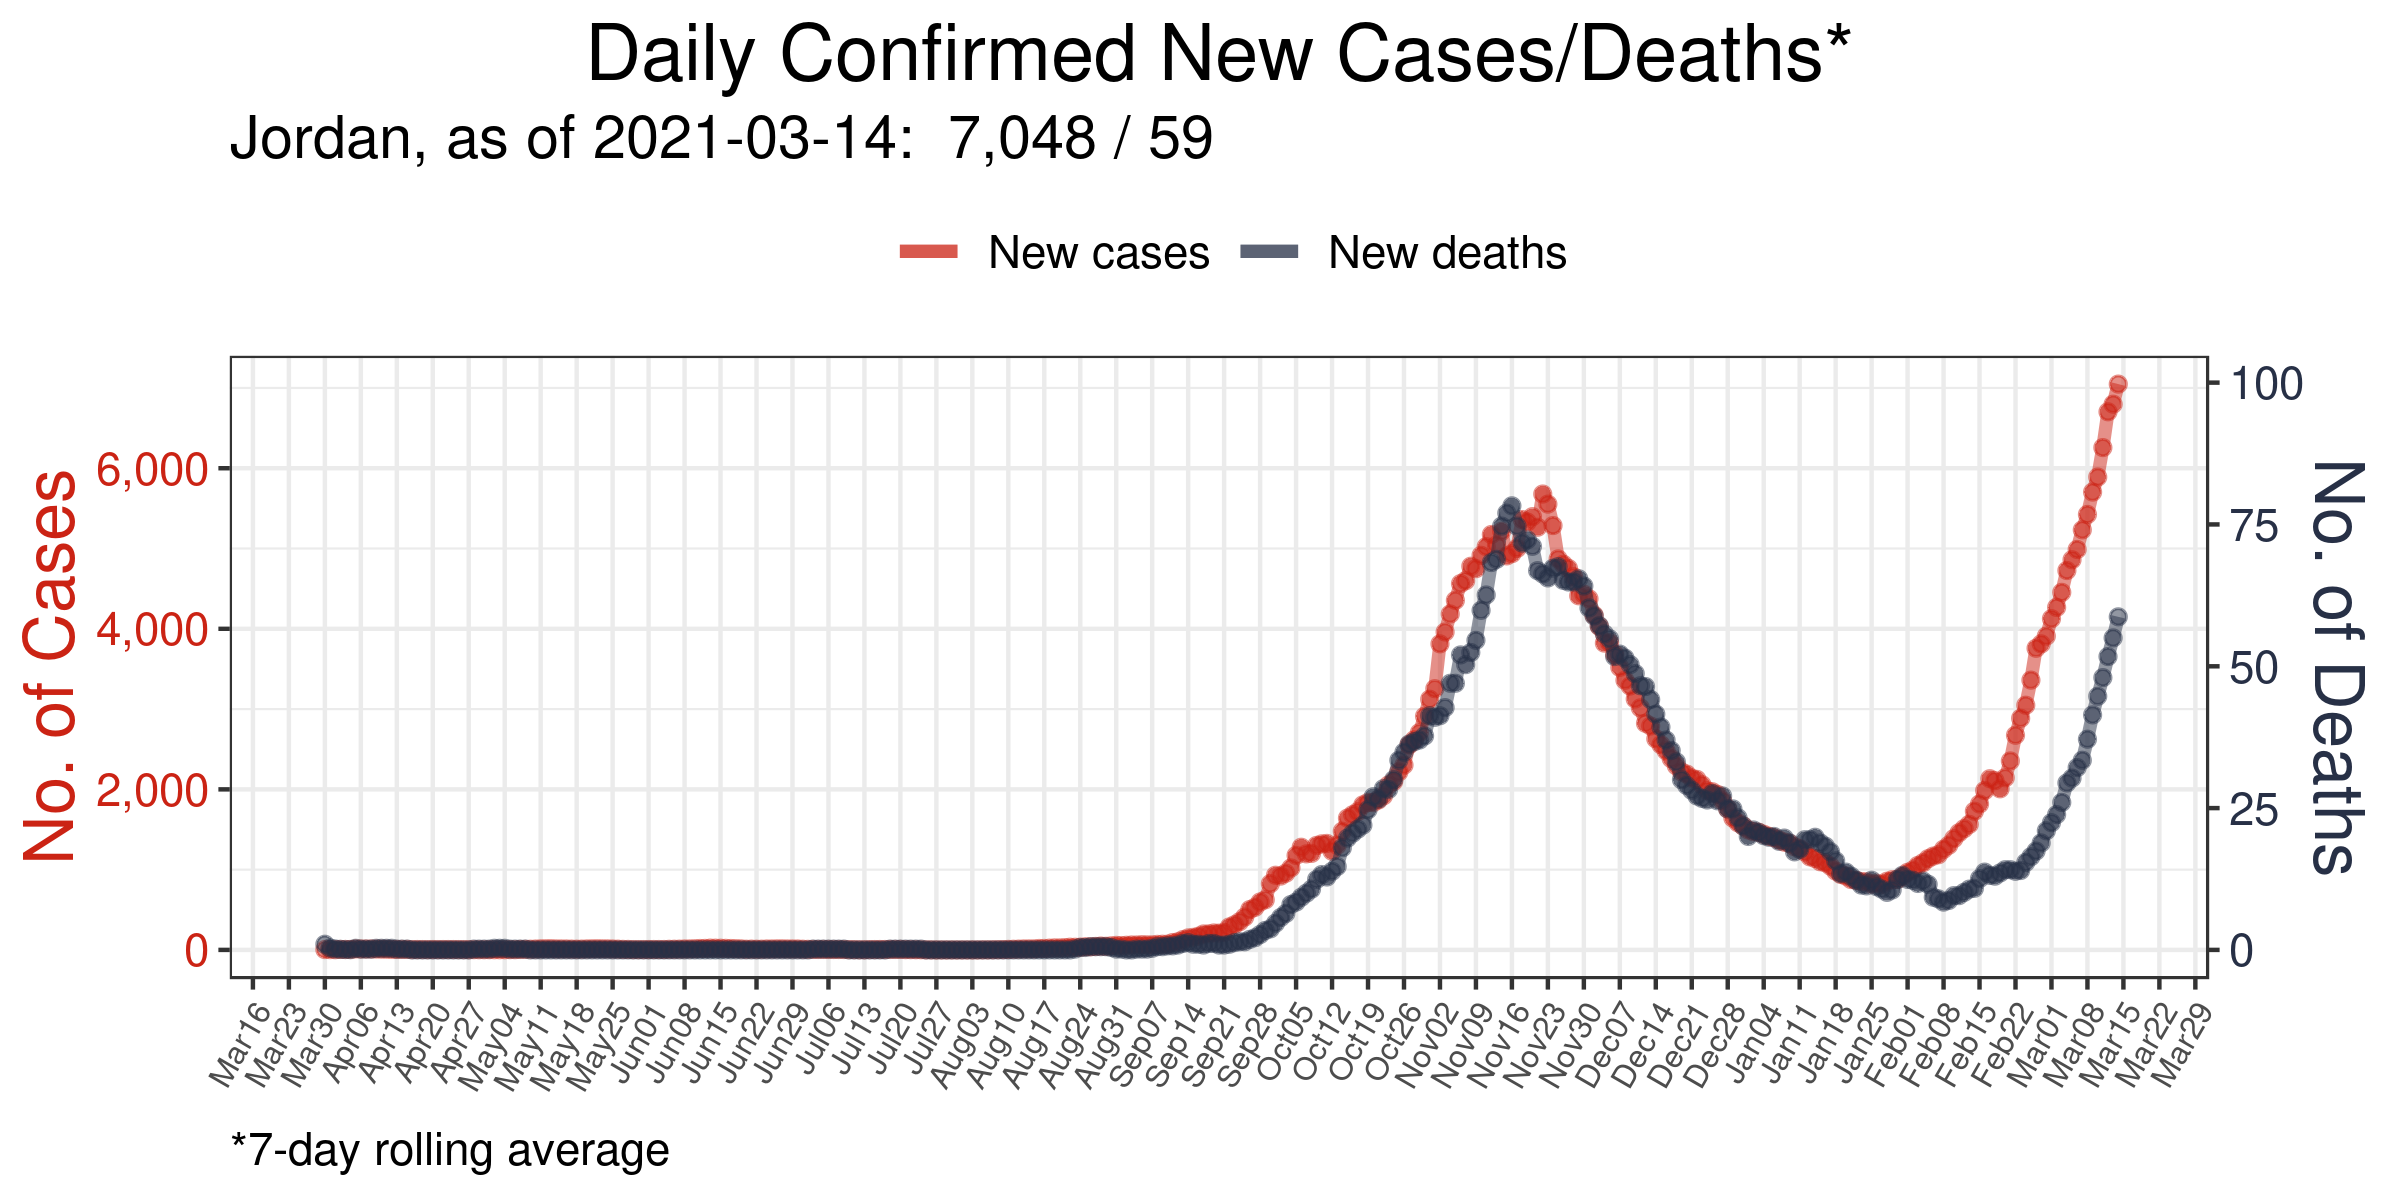 Daily Confirmed New Cases/Deaths*
Jordan, as of 2021-03-14:  7,048 / 59
New cases New deaths
No. of Cases
6,000
4,000
2,000
0
100
75
50
25
0
No. of Deaths
Mar16 Mar23 Mar30 Apr06 Apr13 Apr20 Apr27 May04 May11 May18 May25 Jun01 Jun08 Jun15 Jun22 Jun29 Jul06 Jul13 Jul20 Jul27 Aug03 Aug10 Aug17 Aug24 Aug31 Sep07 Sep14 Sep21 Sep28 Oct05 Oct12 Oct19 Oct26 Nov02 Nov09 Nov16 Nov23 Nov30 Dec07 Dec14 Dec21 Dec28 Jan04 Jan11 Jan18 Jan25 Feb01 Feb08 Feb15 Feb22 Mar01 Mar08 Mar15 Mar22 Mar29
*7-day rolling average